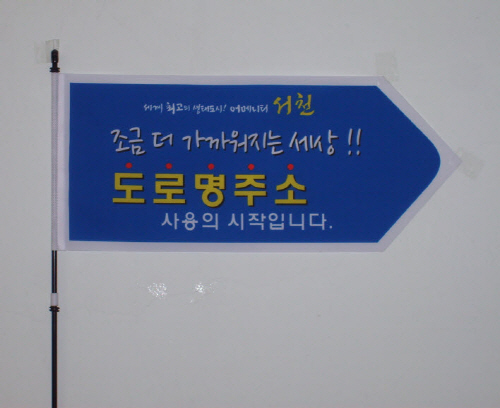 세계 최고의 생태도시! 어메니티 서천
조금 더 가까워지는 세상!!
도로명주소
사용의 시작입니다.